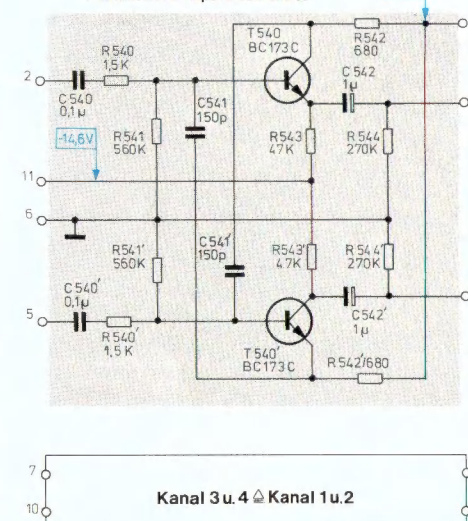 T540
BC173C
R542
680
R540
1,5K
C542
1µ
2
C540
0,1µ
C541
150p
-14,6V
R541
560K
R543
47K
R544
270K
11
6
R541'
560K
C541'
150p
R543'
47K
R544'
270K
C540'
0,1µ
C542'
1µ
5
R540'
1,5K
T540'
BC173C
R542'/680
7
Kanal 3u.4 ≙ Kanal 1u.2
10